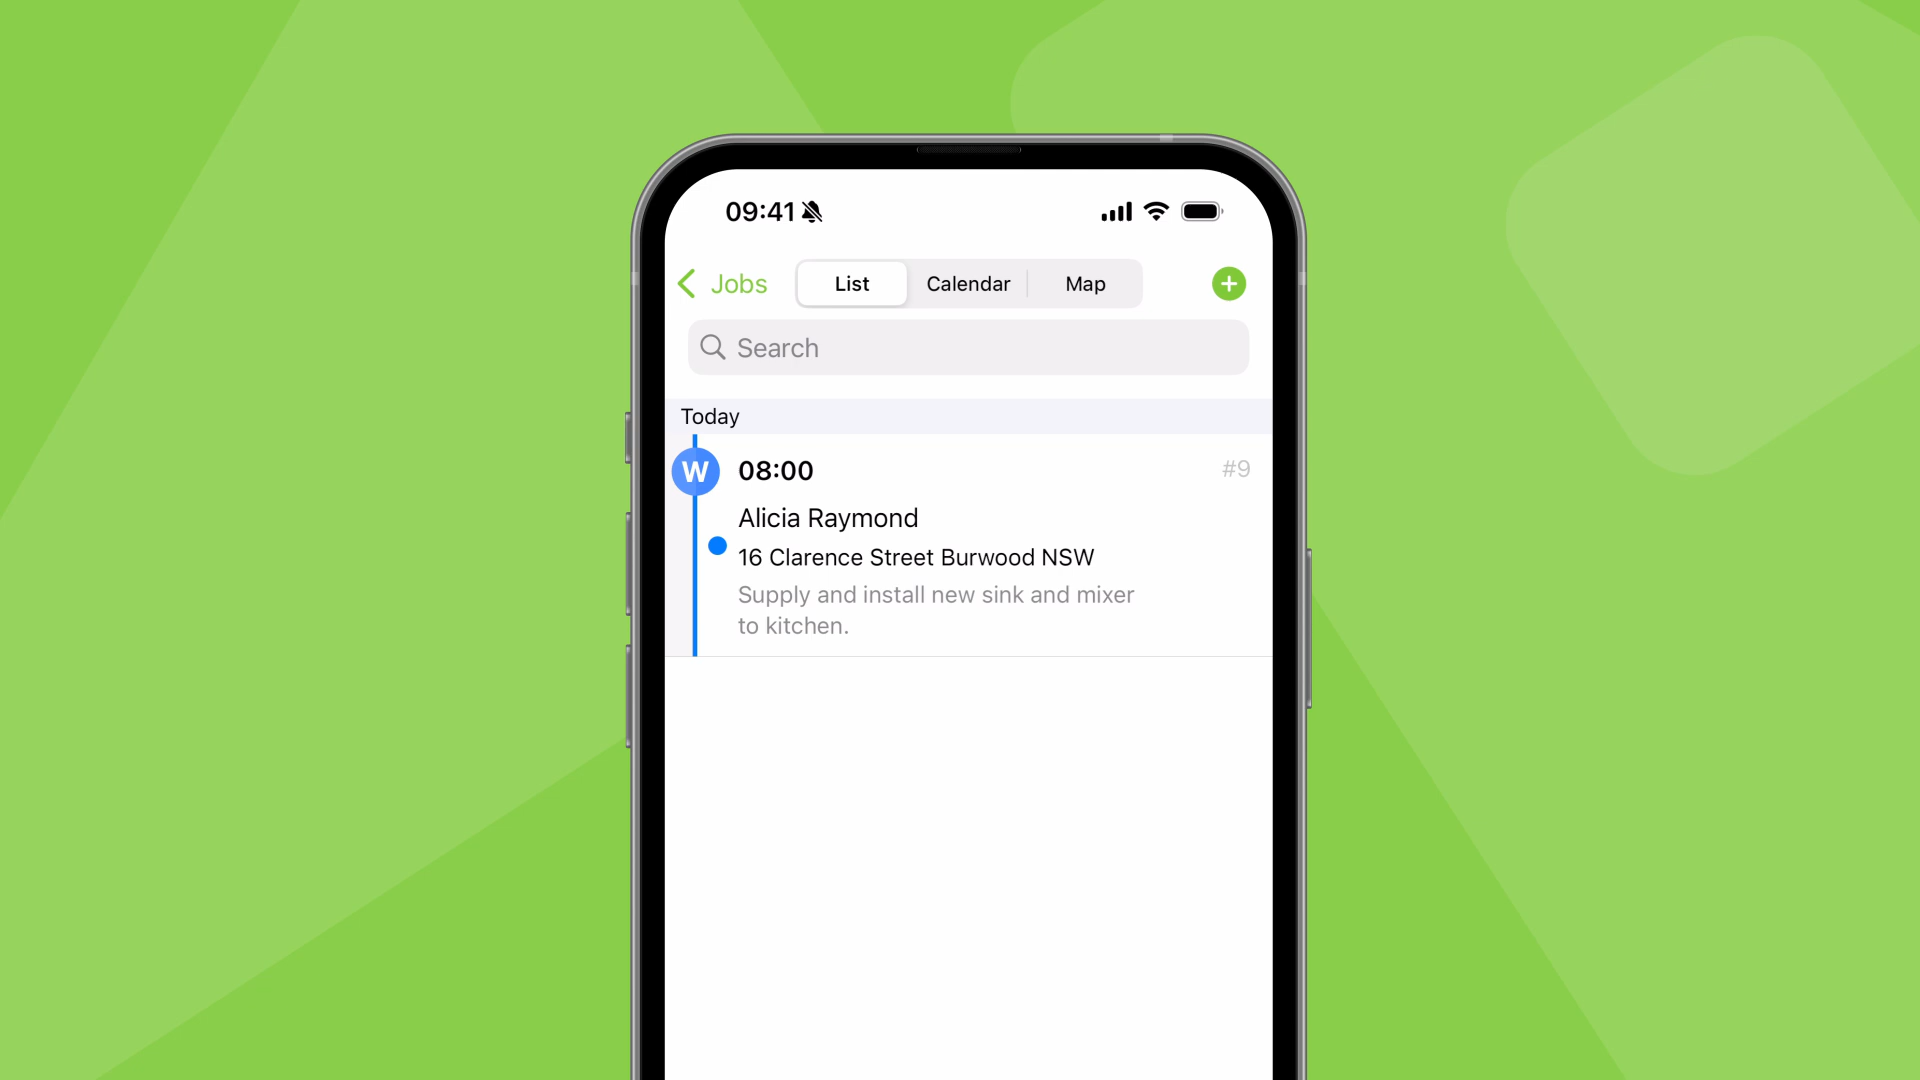 09:41
Jobs
List
Calendar
Map
Search
Today
W
08:00
#9
Alicia Raymond
16 Clarence Street Burwood NSW
Supply and install new sink and mixer
to kitchen.